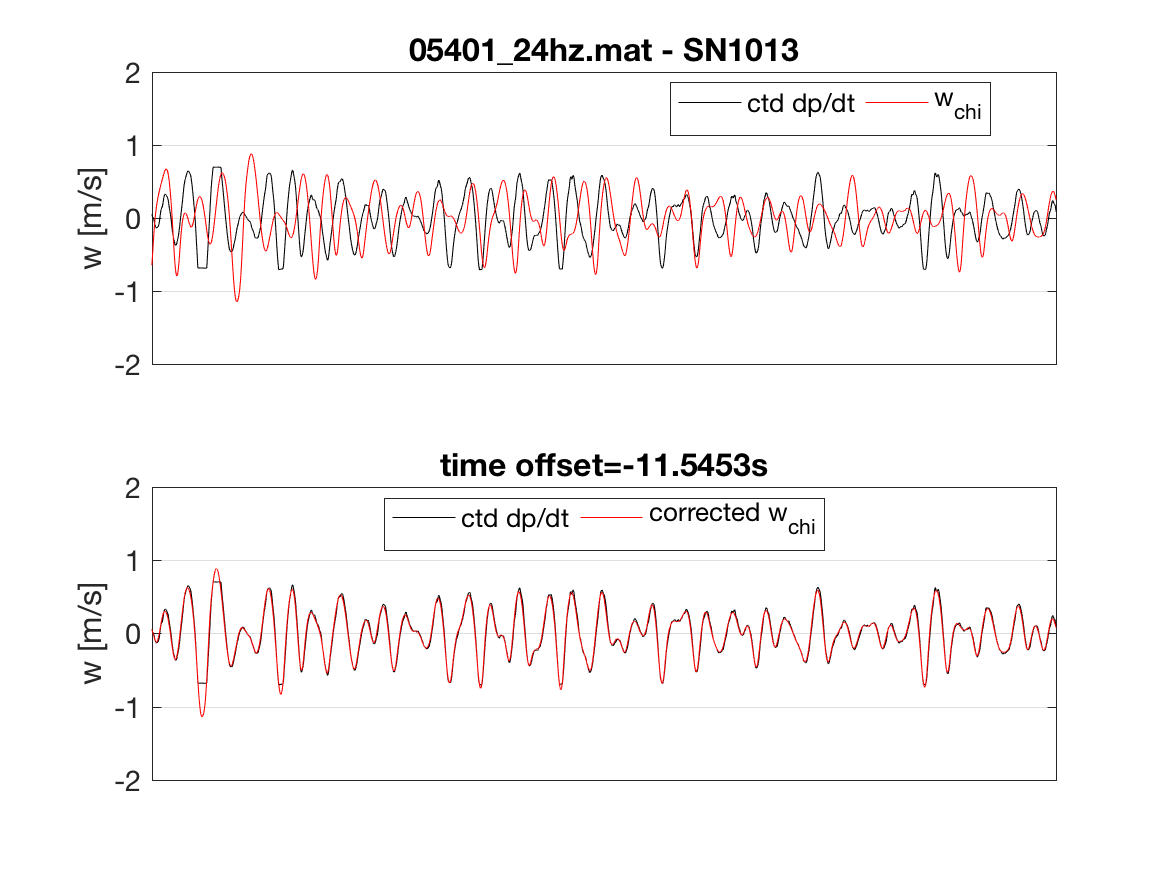 05401_24hz.mat - SN1013
2
ctd dp/dt w_chi
1
w [m/s]
0
-1
-2
time offset=-11.5453s
2
ctd dp/dt corrected w_chi
1
w [m/s]
0
-1
-2